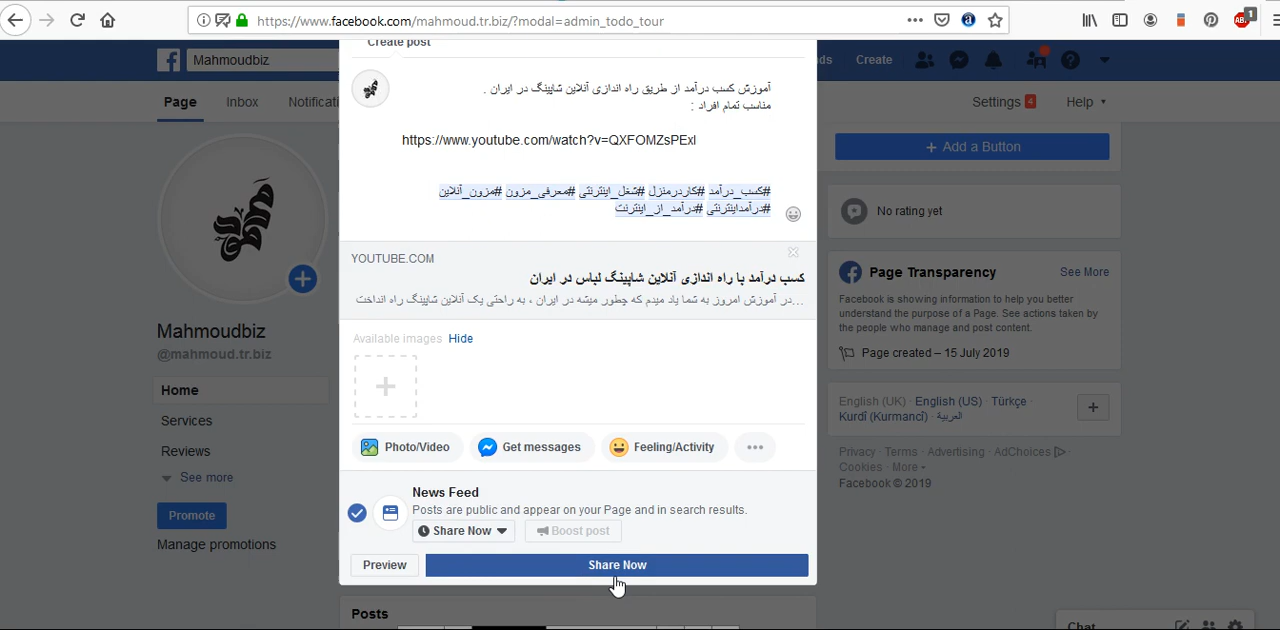 https://www.facebook.com/mahmoud.tr.biz/?modal=admin_todo_tour
1
Mahmoudbiz
Create
Page
Inbox
Notificati
Settings 4
Help
Create post
آموزش کسب درآمد از طریق راه اندازی آنلاین شاپینگ در ایران .
مناسب تمام افراد :
https://www.youtube.com/watch?v=QXFOMZsPExI
#کسب_درآمد #کاردرمنزل #شغل_اینترنتی #معرفی_مزون #مزون_آنلاین
#درآمداینترنتی #درآمد_از_اینترنت
YOUTUBE.COM
کسب درآمد با راه اندازی آنلاین شاپینگ لباس در ایران
در آموزش امروز به شما یاد میدم که چطور میشه در ایران ، به راحتی یک آنلاین شاپینگ راه انداخت...
Available images Hide
Photo/Video
Get messages
Feeling/Activity
News Feed
Posts are public and appear on your Page and in search results.
Share Now
Boost post
Preview
Share Now
Posts
Mahmoudbiz
@mahmoud.tr.biz
Home
Services
Reviews
See more
Promote
Manage promotions
+ Add a Button
No rating yet
Page Transparency
See More
Facebook is showing information to help you better
understand the purpose of a Page. See actions taken by
the people who manage and post content.
Page created – 15 July 2019
English (UK) · English (US) · Türkçe ·
Kurdî (Kurmancî) · العربية
Privacy · Terms · Advertising · AdChoices ·
Cookies · More
Facebook © 2019
Chat